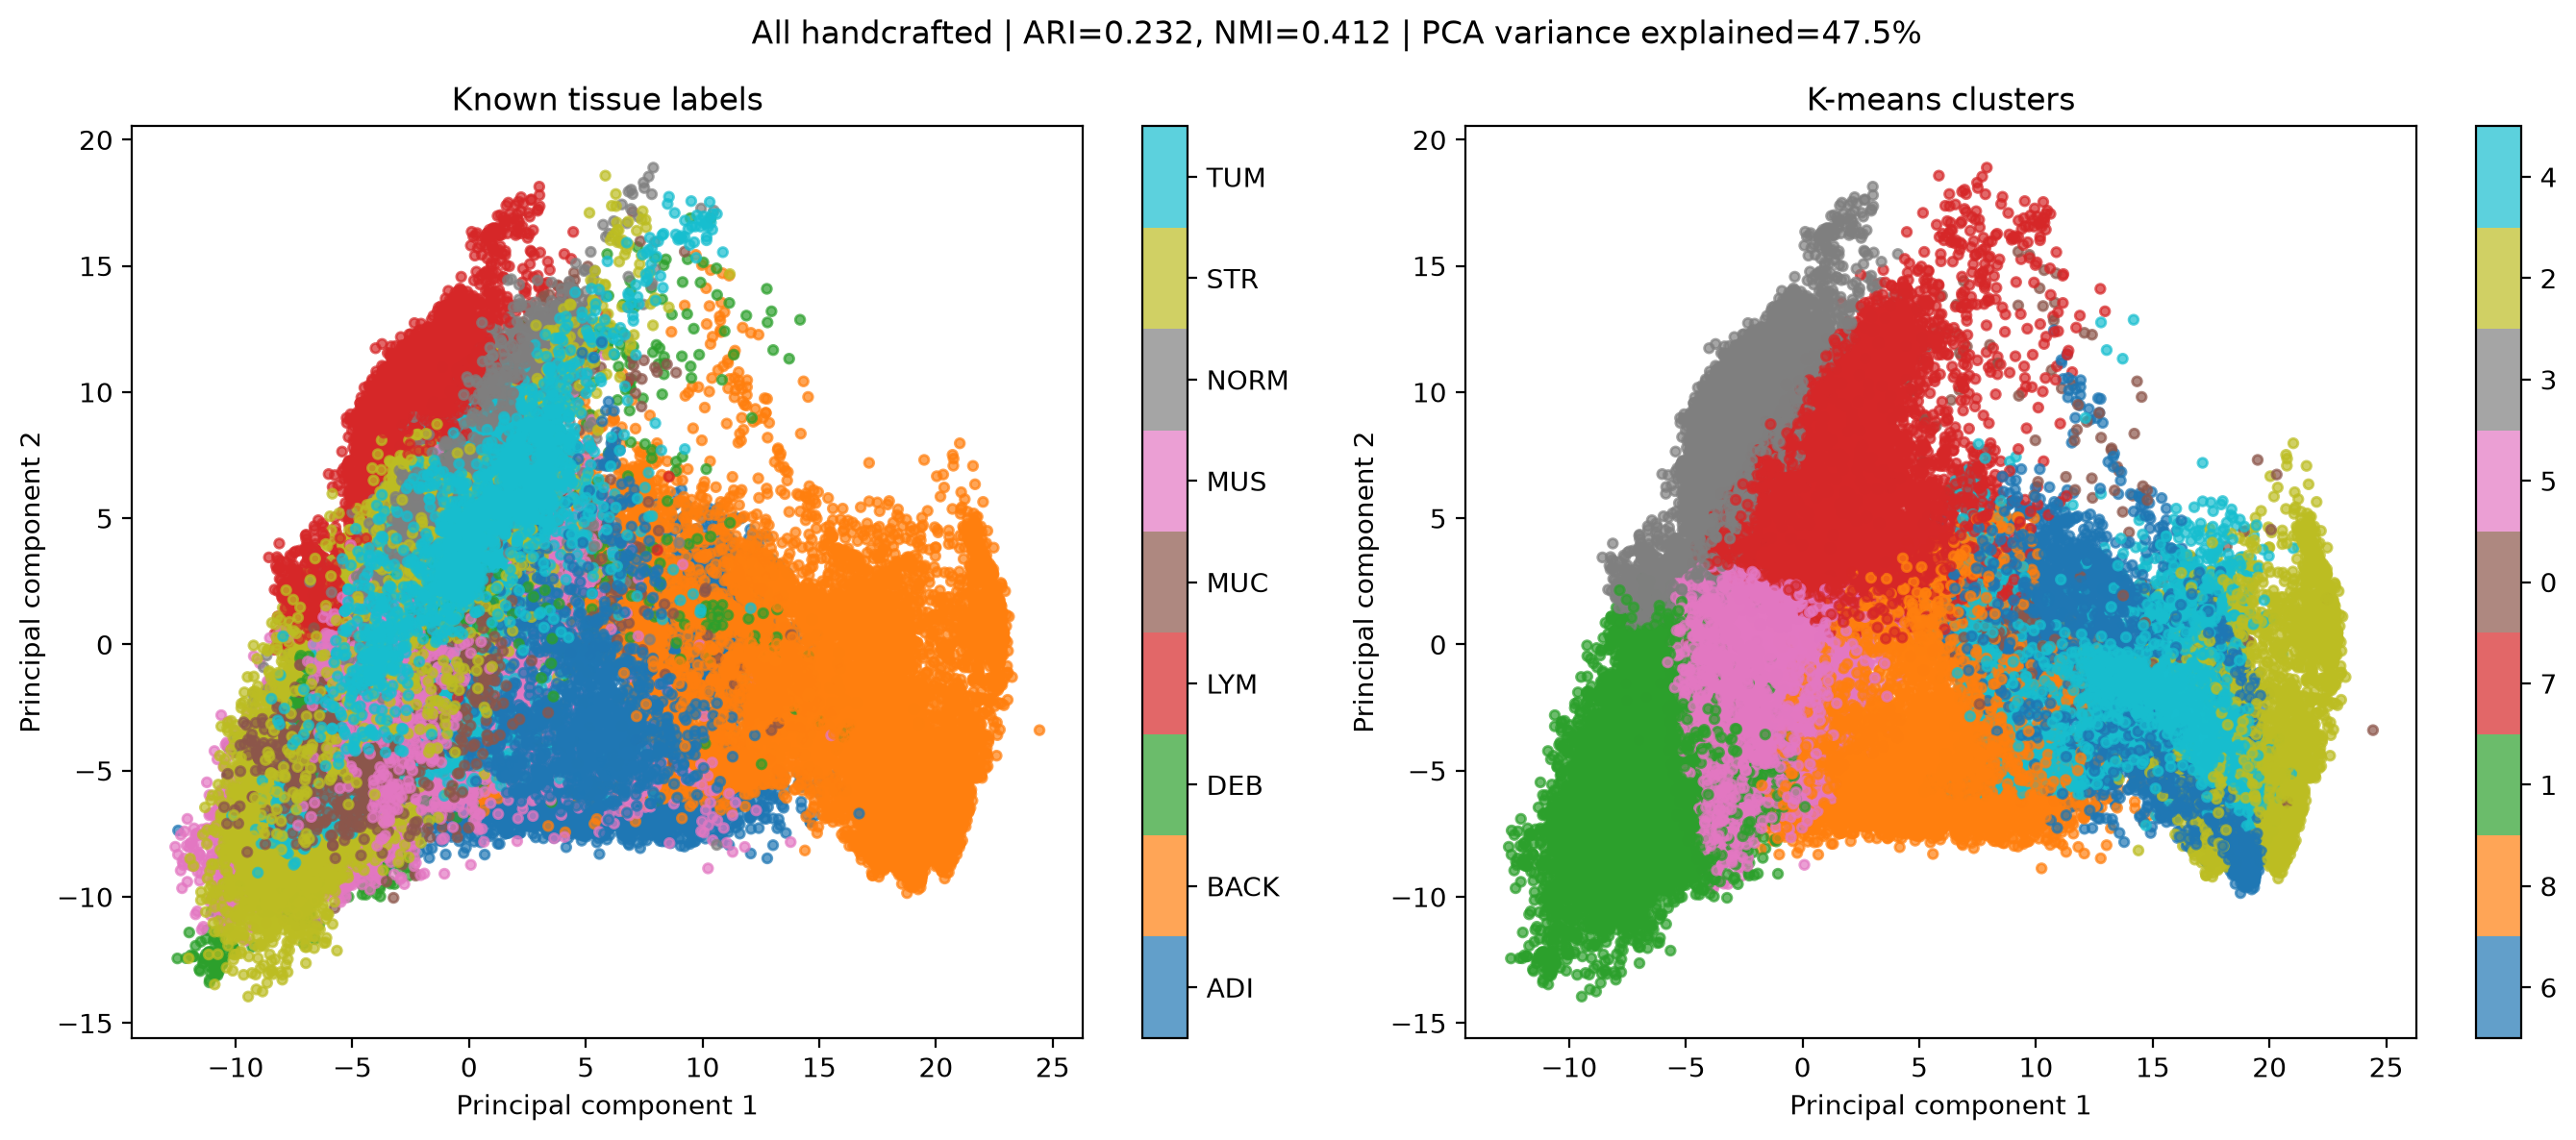 All handcrafted | ARI=0.232, NMI=0.412 | PCA variance explained=47.5%
Known tissue labels
Principal component 2
20
15
10
5
0
−5
−10
−15
−10
−5
0
5
10
15
20
25
Principal component 1
TUM
STR
NORM
MUS
MUC
LYM
DEB
BACK
ADI
K-means clusters
Principal component 2
20
15
10
5
0
−5
−10
−15
−10
−5
0
5
10
15
20
25
Principal component 1
4
2
3
5
0
7
1
8
6